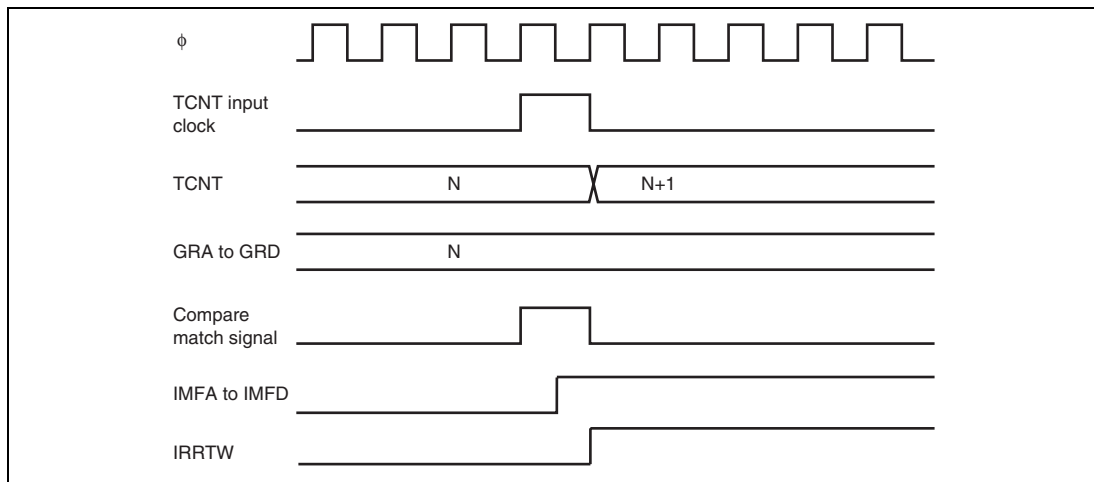 ϕ
TCNT input
clock
TCNT
N
N+1
GRA to GRD
N
Compare
match signal
IMFA to IMFD
IRRTW